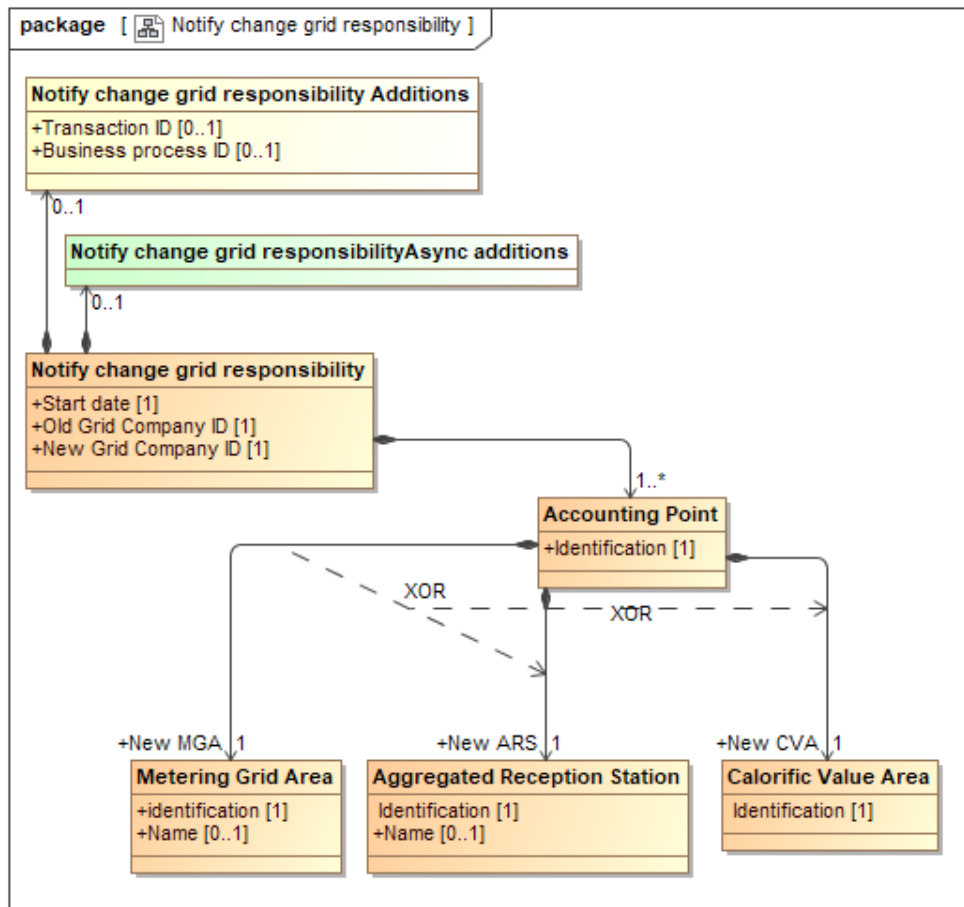 package [ Notify change grid responsibility ]
Notify change grid responsibility Additions
+Transaction ID [0..1]
+Business process ID [0..1]
0..1
Notify change grid responsibilityAsync additions
0..1
Notify change grid responsibility
+Start date [1]
+Old Grid Company ID [1]
+New Grid Company ID [1]
1..*
Accounting Point
+Identification [1]
XOR
XOR
+New MGA 1
+New ARS 1
+New CVA 1
Metering Grid Area
+identification [1]
+Name [0..1]
Aggregated Reception Station
Identification [1]
+Name [0..1]
Calorific Value Area
Identification [1]